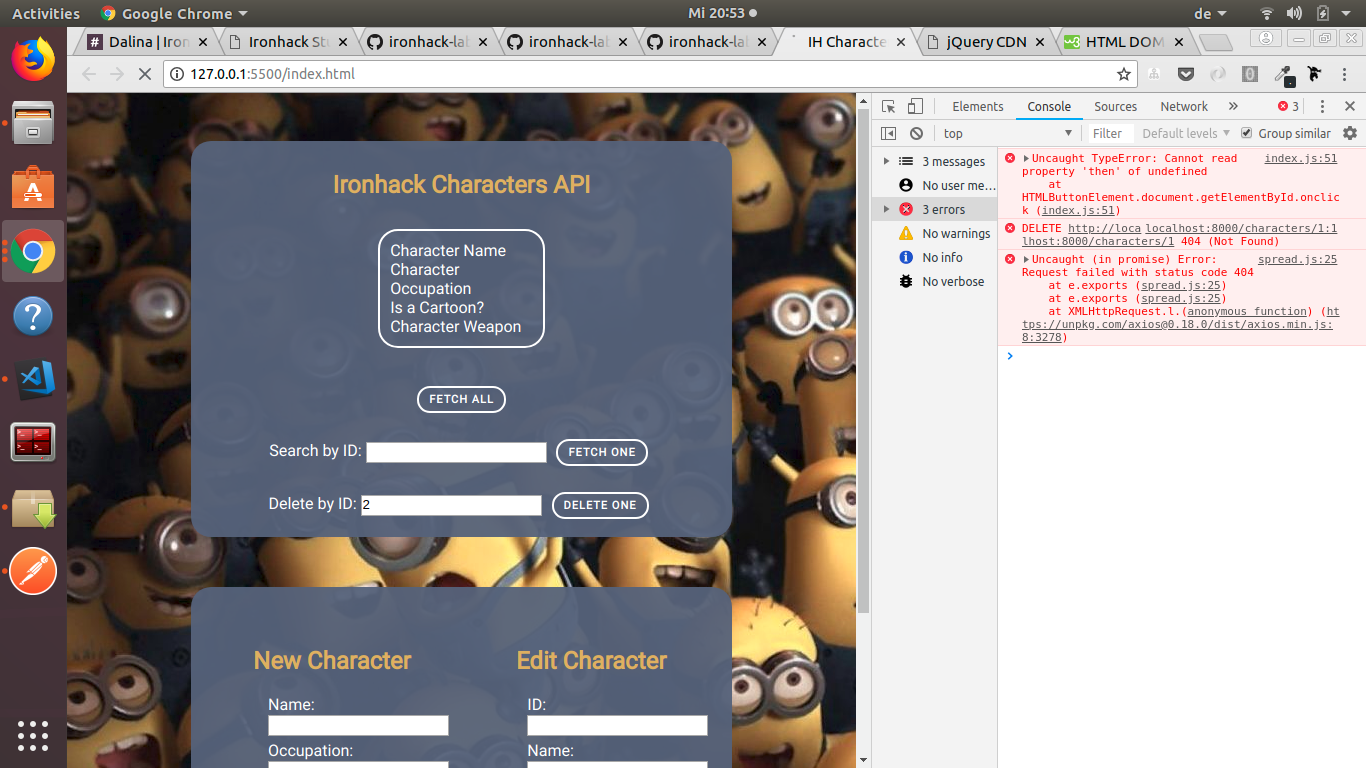 Activities
Google Chrome
Mi 20:53
de
Dalina | Iron
Ironhack Stu
ironhack-lab
ironhack-lab
ironhack-lab
IH Characte
jQuery CDN
HTML DOM
127.0.0.1:5500/index.html
Ironhack Characters API
Character Name
Character
Occupation
Is a Cartoon?
Character Weapon
FETCH ALL
Search by ID:
FETCH ONE
Delete by ID: 2
DELETE ONE
New Character
Edit Character
Name:
ID:
Occupation:
Name:
Elements
Console
Sources
Network
3
top
Filter
Default levels
Group similar
3 messages
No user me...
3 errors
No warnings
No info
No verbose
Uncaught TypeError: Cannot read index.js:51
property 'then' of undefined
at
HTMLButtonElement.document.getElementById.onclic
k (index.js:51)
DELETE http://loca localhost:8000/characters/1:1
lhost:8000/characters/1 404 (Not Found)
Uncaught (in promise) Error: spread.js:25
Request failed with status code 404
at e.exports (spread.js:25)
at e.exports (spread.js:25)
at XMLHttpRequest.l.(anonymous function) (ht
tps://unpkg.com/axios@0.18.0/dist/axios.min.js:
8:3278)